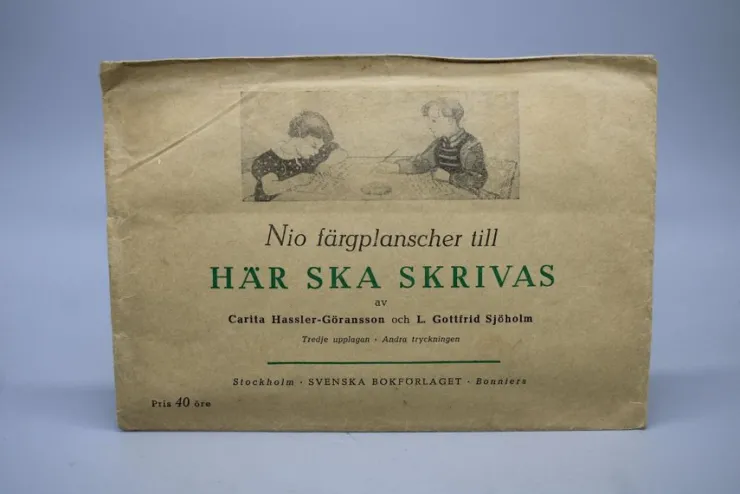 Nio färgplanscher till
HÄR SKA SKRIVAS
av
Carita Hassler-Göransson och L. Gottfrid Sjöholm
Tredje upplagan · Andra tryckningen
Stockholm · SVENSKA BOKFÖRLAGET · Bonniers
Pris 40 öre